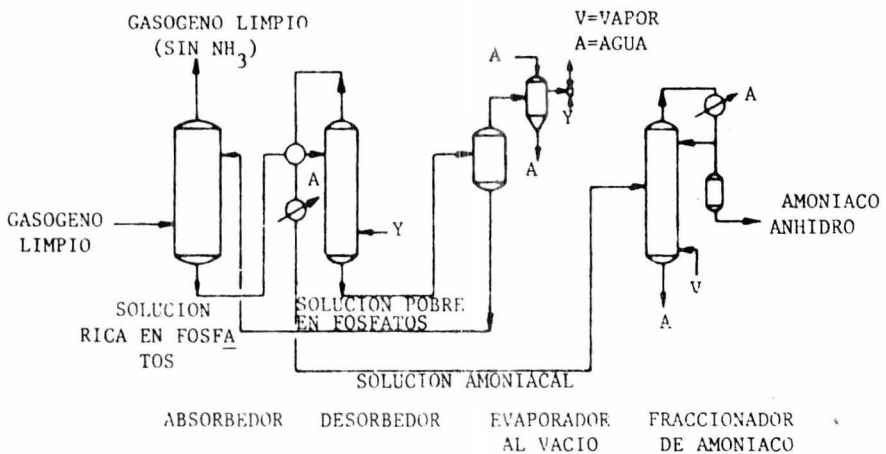 GASOGENO LIMPIO
(SIN NH3)
V=VAPOR
A=AGUA
A
Y
A
A
A
Y
GASOGENO
LIMPIO
AMONIACO
ANHIDRO
V
A
SOLUCION
RICA EN FOSFA
TOS
SOLUCION POBRE
EN FOSFATOS
SOLUCION AMONIACAL
ABSORBEDOR
DESORBEDOR
EVAPORADOR
AL VACIO
FRACCIONADOR
DE AMONIACO